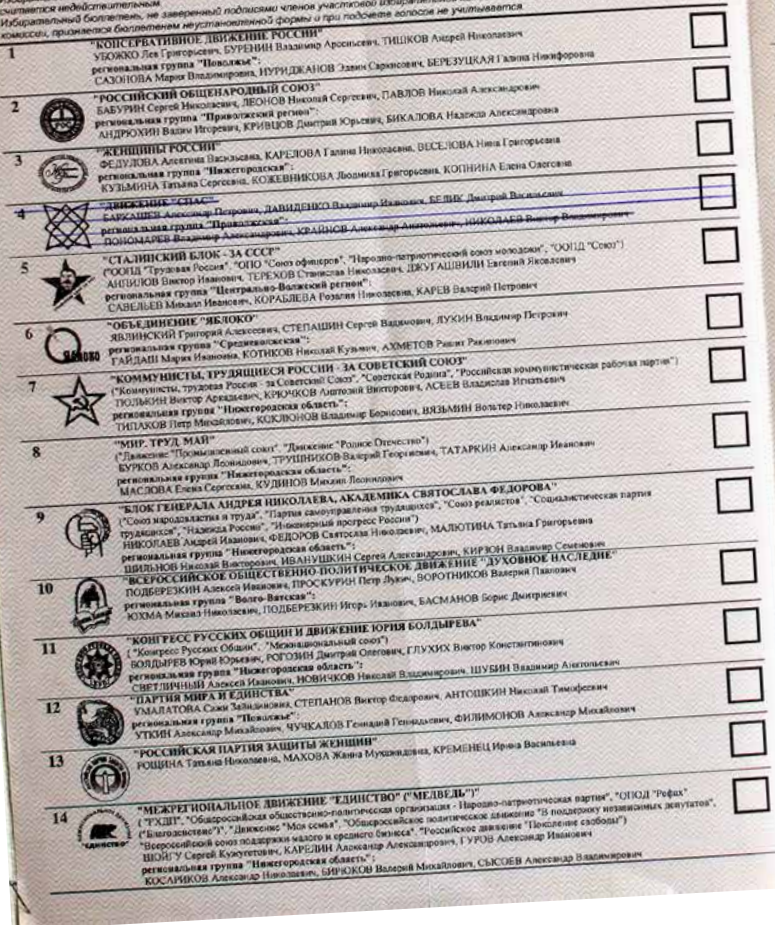 считается недействительным.
Избирательный бюллетень, не заверенный подписями членов участковой избирательной
комиссии, признается бюллетенем неустановленной формы и при подсчете голосов не учитывается.
1
"КОНСЕРВАТИВНОЕ ДВИЖЕНИЕ РОССИИ"
УБОЖКО Лев Григорьевич, БУРЕНИН Владимир Арсеньевич, ТИШКОВ Андрей Николаевич
региональная группа "Поволжье":
САЗОНОВА Мария Владимировна, НУРИДЖАНОВ Эдвин Саркисович, БЕРЕЗУЦКАЯ Галина Никифоровна
2
"РОССИЙСКИЙ ОБЩЕНАРОДНЫЙ СОЮЗ"
БАБУРИН Сергей Николаевич, ЛЕОНОВ Николай Сергеевич, ПАВЛОВ Николай Александрович
региональная группа "Приволжский регион":
АНДРЮХИН Вадим Игоревич, КРИВЦОВ Дмитрий Юрьевич, БИКАЛОВА Надежда Александровна
3
"ЖЕНЩИНЫ РОССИИ"
ФЕДУЛОВА Алевтина Васильевна, КАРЕЛОВА Галина Николаевна, ВЕСЕЛОВА Нина Григорьевна
региональная группа "Нижегородская":
КУЗЬМИНА Татьяна Сергеевна, КОЖЕВНИКОВА Людмила Григорьевна, КОПНИНА Елена Олеговна
4
"ДВИЖЕНИЕ "СПАС"
БАРКАШЕВ Александр Петрович, ДАВИДЕНКО Владимир Иванович, БЕЛИК Дмитрий Васильевич
региональная группа "Приволжская":
ПОНОМАРЕВ Владимир Александрович, КРАЙНОВ Александр Анатольевич, НИКОЛАЕВ Виктор Владимирович
5
"СТАЛИНСКИЙ БЛОК - ЗА СССР"
("ООПД "Трудовая Россия", "ОПО "Союз офицеров", "Народно-патриотический союз молодежи", "ООПД "Союз")
АНПИЛОВ Виктор Иванович, ТЕРЕХОВ Станислав Николаевич, ДЖУГАШВИЛИ Евгений Яковлевич
региональная группа "Центрально-Волжский регион":
САВЕЛЬЕВ Михаил Иванович, КОРАБЛЕВА Розалия Николаевна, КАРЕВ Валерий Петрович
6
ЯБЛОКО
"ОБЪЕДИНЕНИЕ "ЯБЛОКО"
ЯВЛИНСКИЙ Григорий Алексеевич, СТЕПАШИН Сергей Вадимович, ЛУКИН Владимир Петрович
региональная группа "Средневолжская":
ГАЙДАШ Мария Ивановна, КОТИКОВ Николай Кузьмич, АХМЕТОВ Рашит
7
"КОММУНИСТЫ, ТРУДЯЩИЕСЯ РОССИИ - ЗА СОВЕТСКИЙ СОЮЗ"
("Коммунисты, трудовая Россия - за Советский Союз", "Советская Родина", "Российская коммунистическая рабочая партия")
ТЮЛЬКИН Виктор Аркадьевич, КРЮЧКОВ Анатолий Викторович, АСЕЕВ Владислав Игнатьевич
региональная группа "Нижегородская область":
ТИПАКОВ Петр Михайлович, КОКЛЮНОВ Владимир Борисович, ВЯЗЬМИН Вольтер Николаевич
8
"МИР. ТРУД. МАЙ"
("Движение "Промышленный союз", "Движение "Родное Отечество")
БУРКОВ Александр Леонидович, ТРУШНИКОВ Валерий Георгиевич, ТАТАРКИН Александр Иванович
региональная группа "Нижегородская область":
МАСЛОВА Елена Сергеевна, КУДИНОВ Михаил Леонидович
9
"БЛОК ГЕНЕРАЛА АНДРЕЯ НИКОЛАЕВА, АКАДЕМИКА СВЯТОСЛАВА ФЕДОРОВА"
("Союз народовластия и труда", "Партия самоуправления трудящихся", "Союз реалистов", "Социалистическая партия
трудящихся", "Надежда России", "Инженерный прогресс России")
НИКОЛАЕВ Андрей Иванович, ФЕДОРОВ Святослав Николаевич, МАЛЮТИНА Татьяна Григорьевна
региональная группа "Нижегородская область":
ШИЛЬНОВ Николай Викторович, ИВАНУШКИН Сергей Александрович, КИРЗОН Владимир Семенович
10
"ВСЕРОССИЙСКОЕ ОБЩЕСТВЕННО-ПОЛИТИЧЕСКОЕ ДВИЖЕНИЕ "ДУХОВНОЕ НАСЛЕДИЕ"
ПОДБЕРЕЗКИН Алексей Иванович, ПРОСКУРИН Петр Лукич, ВОРОТНИКОВ Валерий Павлович
региональная группа "Волго-Вятская":
ЮХМА Михаил Николаевич, ПОДБЕРЕЗКИН Игорь Иванович, БАСМАНОВ Борис Дмитриевич
11
"КОНГРЕСС РУССКИХ ОБЩИН И ДВИЖЕНИЕ ЮРИЯ БОЛДЫРЕВА"
( "Конгресс Русских Общин", "Межнациональный союз")
БОЛДЫРЕВ Юрий Юрьевич, РОГОЗИН Дмитрий Олегович, ГЛУХИХ Виктор Константинович
региональная группа "Нижегородская область":
СВЕТЛИЧНЫЙ Алексей Иванович, НОВИЧКОВ Николай Владимирович, ШУБИН Владимир Анатольевич
12
"ПАРТИЯ МИРА И ЕДИНСТВА"
УМАЛАТОВА Сажи Зайндиновна, СТЕПАНОВ Виктор Федорович, АНТОШКИН Николай Тимофеевич
региональная группа "Поволжье":
УТКИН Александр Михайлович, ЧУЧКАЛОВ Геннадий Геннадьевич, ФИЛИМОНОВ Александр Михайлович
13
"РОССИЙСКАЯ ПАРТИЯ ЗАЩИТЫ ЖЕНЩИН"
РОЩИНА Татьяна Николаевна, МАХОВА Жанна Мукамидовна, КРЕМЕНЕЦ Ирина Васильевна
14
"ЕДИНСТВО"
"МЕЖРЕГИОНАЛЬНОЕ ДВИЖЕНИЕ "ЕДИНСТВО" ("МЕДВЕДЬ")"
( "РХДП", "Общероссийская общественно-политическая организация - Народно-патриотическая партия", "ОПОД "Рефах"
("Благоденствие")", "Движение "Моя семья", "Общероссийское политическое движение "В поддержку независимых депутатов",
"Всероссийский союз поддержки малого и среднего бизнеса", "Российское движение "Поколение свободы")
ШОЙГУ Сергей Кужугетович, КАРЕЛИН Александр Александрович, ГУРОВ Александр Иванович
региональная группа "Нижегородская область":
КОСАРИКОВ Александр Николаевич, БИРЮКОВ Валерий Михайлович, СЫСОЕВ Александр Владимирович